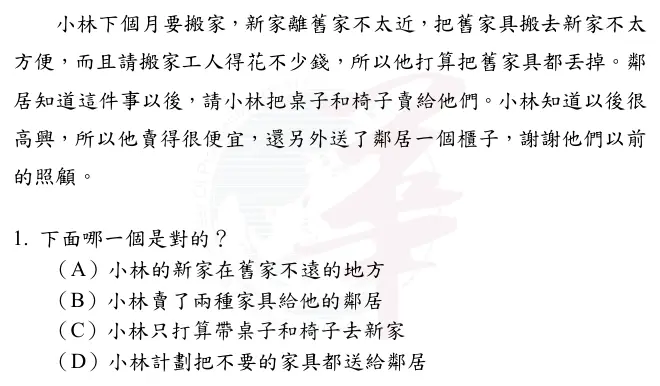 小林下個月要搬家，新家離舊家不太近，把舊家具搬去新家不太
方便，而且請搬家工人得花不少錢，所以他打算把舊家具都丟掉。鄰
居知道這件事以後，請小林把桌子和椅子賣給他們。小林知道以後很
高興，所以他賣得很便宜，還另外送了鄰居一個櫃子，謝謝他們以前
的照顧。
1. 下面哪一個是對的？
（A）小林的新家在舊家不遠的地方
（B）小林賣了兩種家具給他的鄰居
（C）小林只打算帶桌子和椅子去新家
（D）小林計劃把不要的家具都送給鄰居